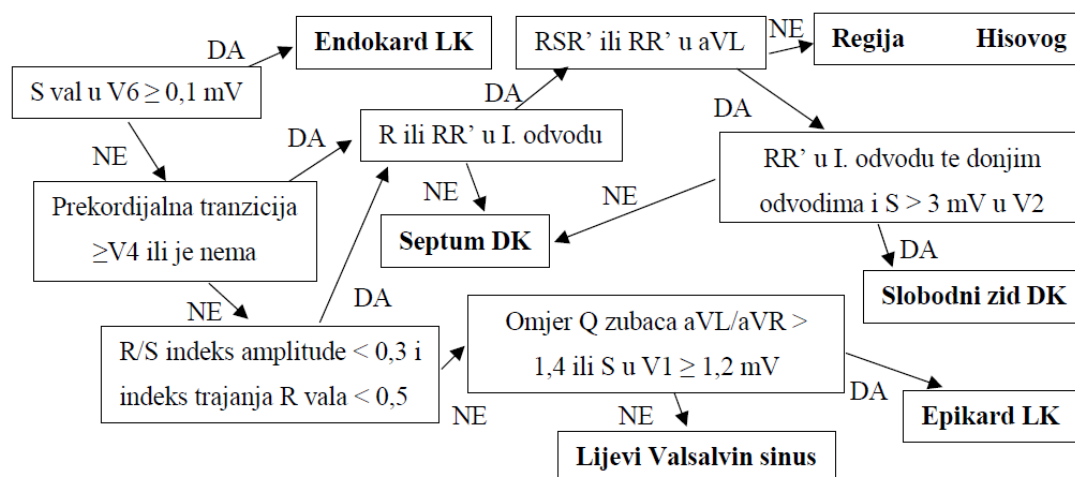 DA
Endokard LK
RSR’ ili RR’ u aVL
NE
Regija Hisovog
S val u V6 ≥ 0,1 mV
DA
DA
NE
DA
R ili RR’ u I. odvodu
RR’ u I. odvodu te donjim
odvodima i S > 3 mV u V2
Prekordijalna tranzicija
≥V4 ili je nema
NE
NE
Septum DK
DA
Slobodni zid DK
NE
DA
R/S indeks amplitude < 0,3 i
indeks trajanja R vala < 0,5
NE
Omjer Q zubaca aVL/aVR >
1,4 ili S u V1 ≥ 1,2 mV
DA
Epikard LK
NE
Lijevi Valsalvin sinus